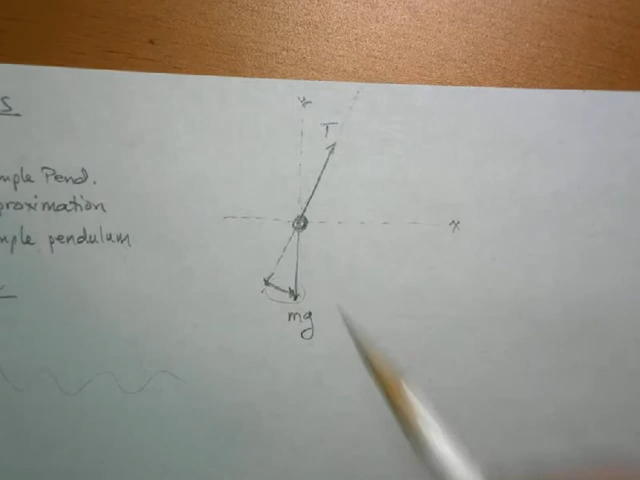 s
mple Pend.
proximation
mple pendulum
y
T
x
mg